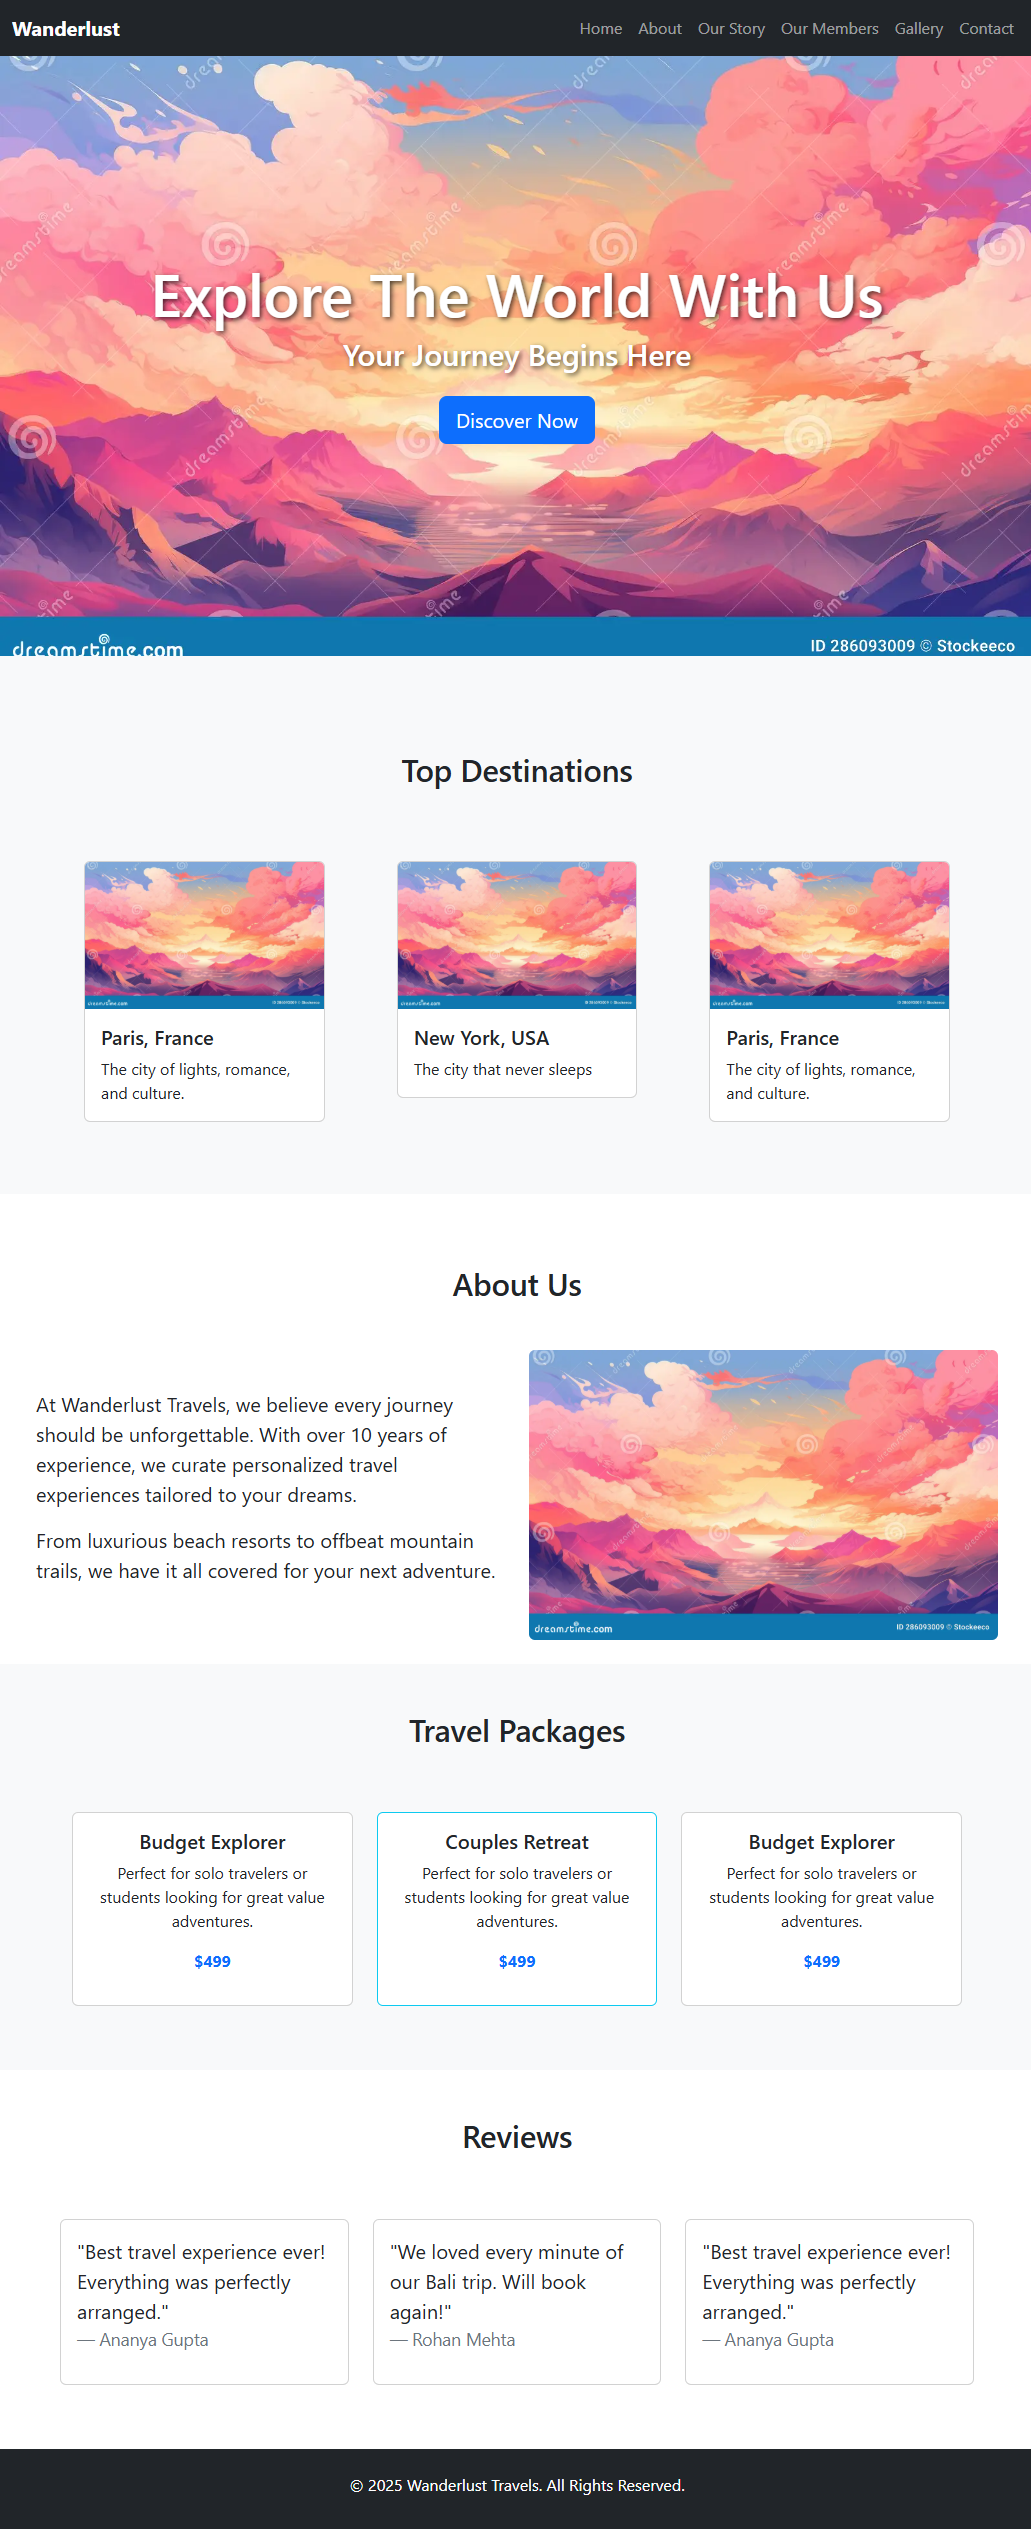 Wanderlust
Home About Our Story Our Members Gallery Contact
Explore The World With Us
Your Journey Begins Here
Discover Now
dreamstime.com
ID 286093009 © Stockeeco
Top Destinations
Paris, France
The city of lights, romance,
and culture.
New York, USA
The city that never sleeps
Paris, France
The city of lights, romance,
and culture.
About Us
At Wanderlust Travels, we believe every journey
should be unforgettable. With over 10 years of
experience, we curate personalized travel
experiences tailored to your dreams.
From luxurious beach resorts to offbeat mountain
trails, we have it all covered for your next adventure.
dreamstime.com
ID 286093009 © Stockeeco
Travel Packages
Budget Explorer
Perfect for solo travelers or
students looking for great value
adventures.
$499
Couples Retreat
Perfect for solo travelers or
students looking for great value
adventures.
$499
Budget Explorer
Perfect for solo travelers or
students looking for great value
adventures.
$499
Reviews
"Best travel experience ever!
Everything was perfectly
arranged."
— Ananya Gupta
"We loved every minute of
our Bali trip. Will book
again!"
— Rohan Mehta
"Best travel experience ever!
Everything was perfectly
arranged."
— Ananya Gupta
© 2025 Wanderlust Travels. All Rights Reserved.